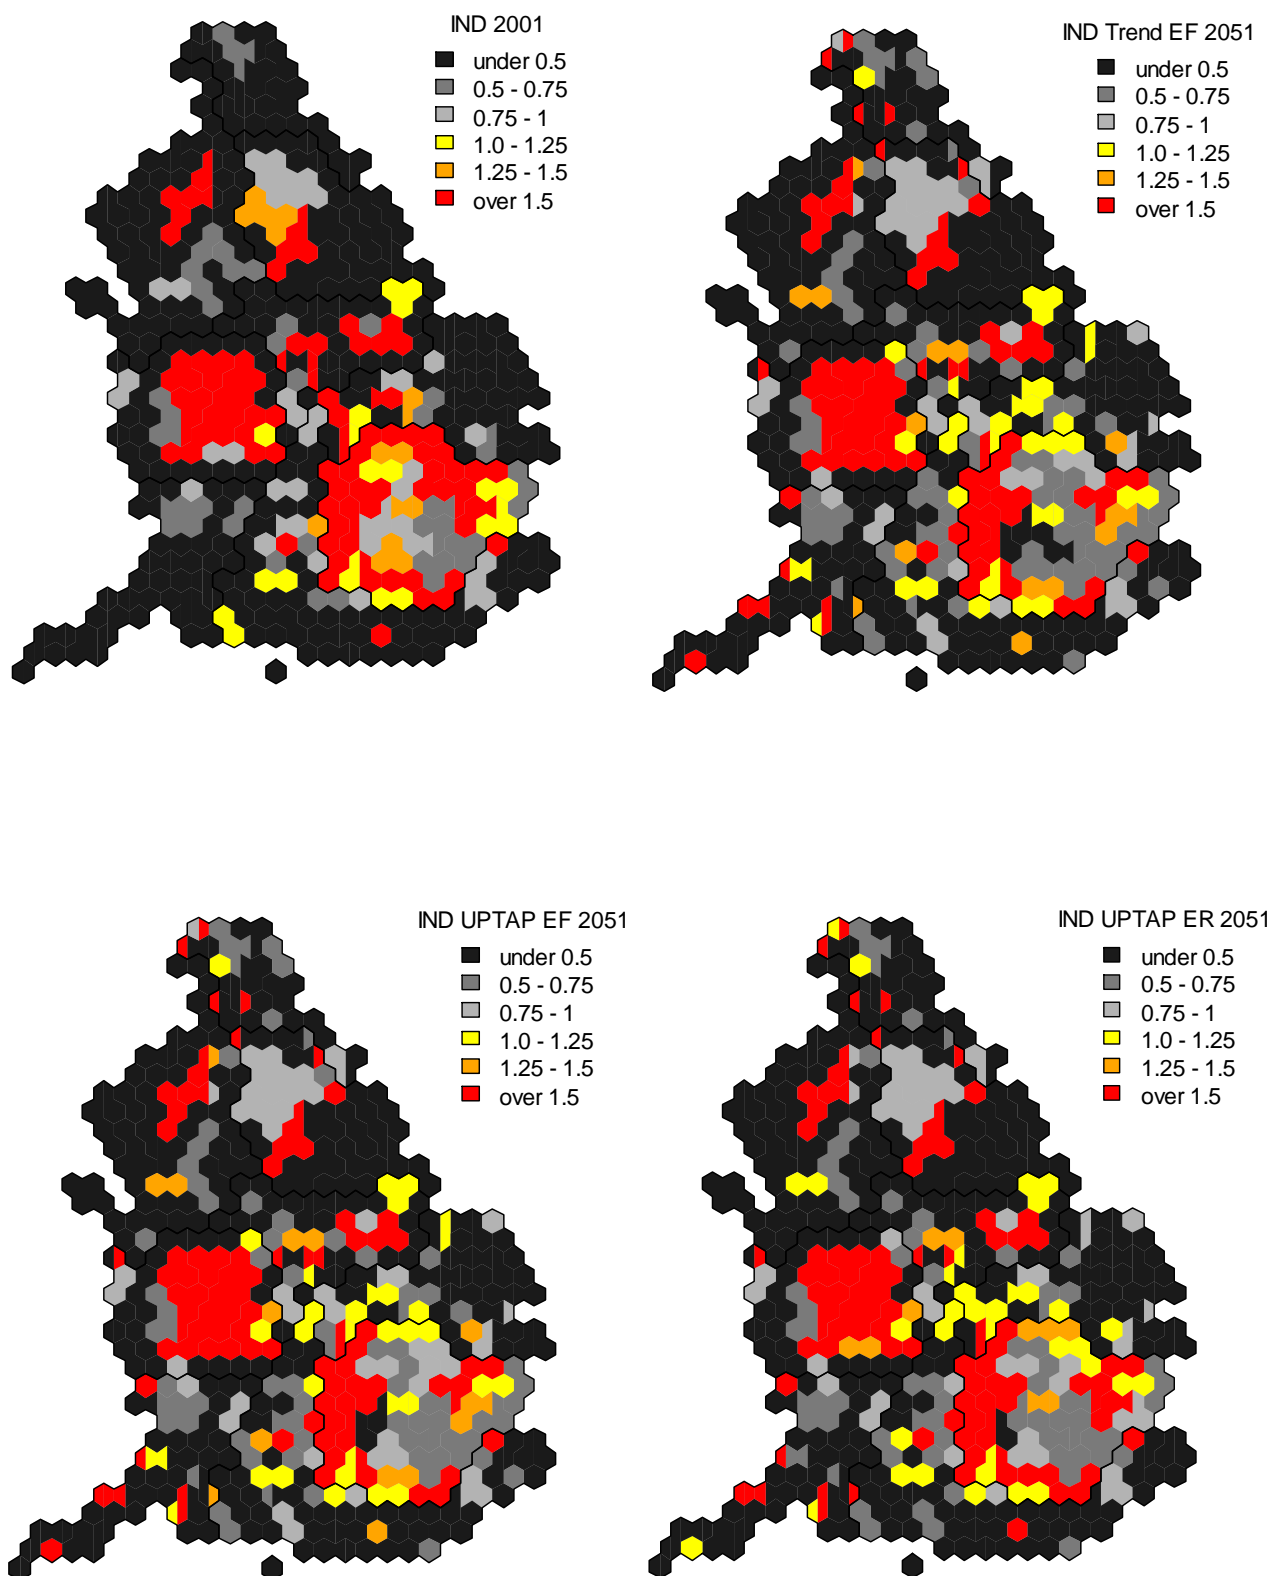 IND 2001
under 0.5
0.5 - 0.75
0.75 - 1
1.0 - 1.25
1.25 - 1.5
over 1.5
IND Trend EF 2051
under 0.5
0.5 - 0.75
0.75 - 1
1.0 - 1.25
1.25 - 1.5
over 1.5
IND UPTAP EF 2051
under 0.5
0.5 - 0.75
0.75 - 1
1.0 - 1.25
1.25 - 1.5
over 1.5
IND UPTAP ER 2051
under 0.5
0.5 - 0.75
0.75 - 1
1.0 - 1.25
1.25 - 1.5
over 1.5